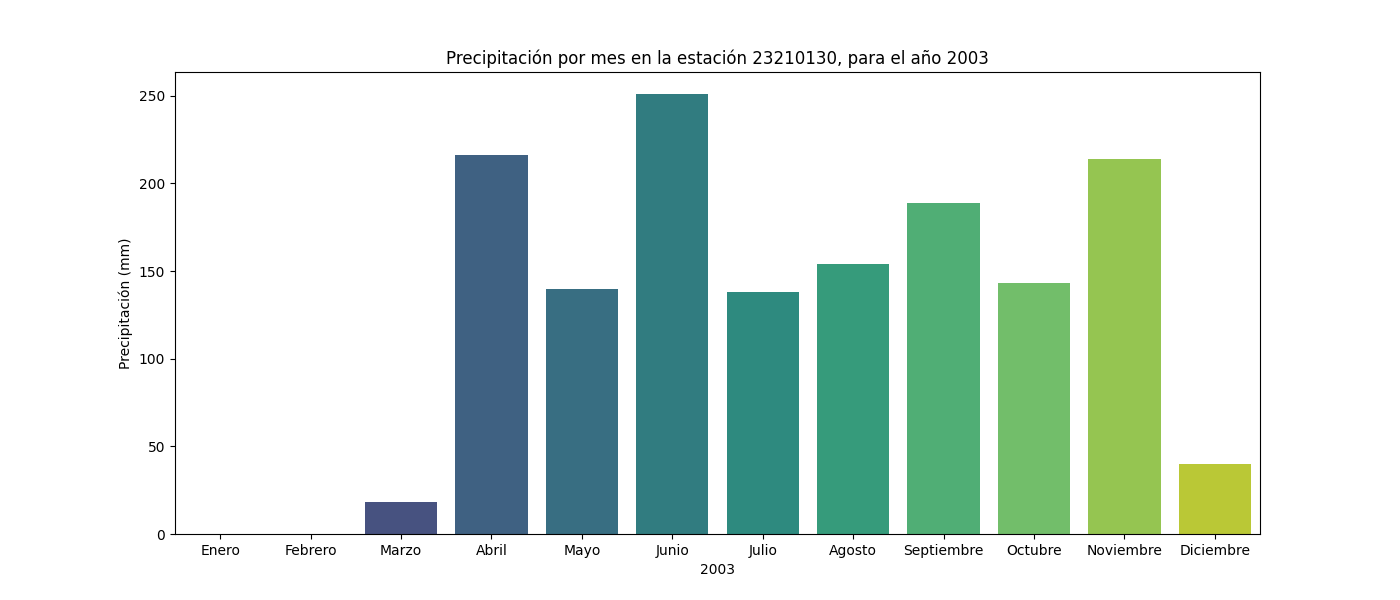 Precipitación por mes en la estación 23210130, para el año 2003
Precipitación (mm)
250
200
150
100
50
0
Enero Febrero Marzo Abril Mayo Junio Julio Agosto Septiembre Octubre Noviembre Diciembre
2003